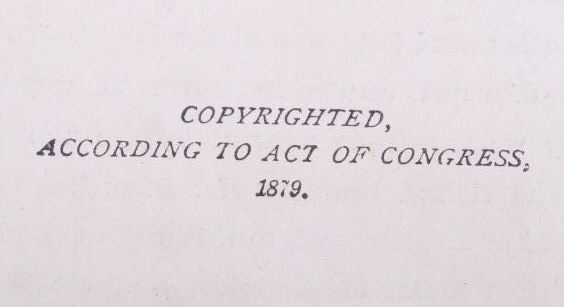 COPYRIGHTED,
ACCORDING TO ACT OF CONGRESS,
1879.